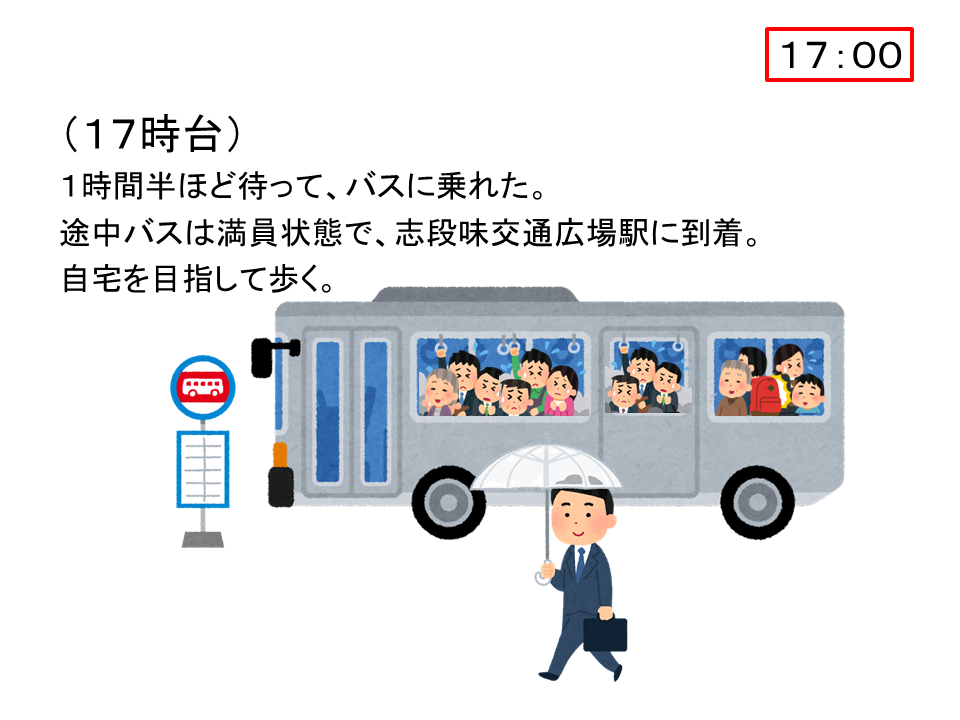 １７：００
（１７時台）
１時間半ほど待って、バスに乗れた。
途中バスは満員状態で、志段味交通広場駅に到着。
自宅を目指して歩く。